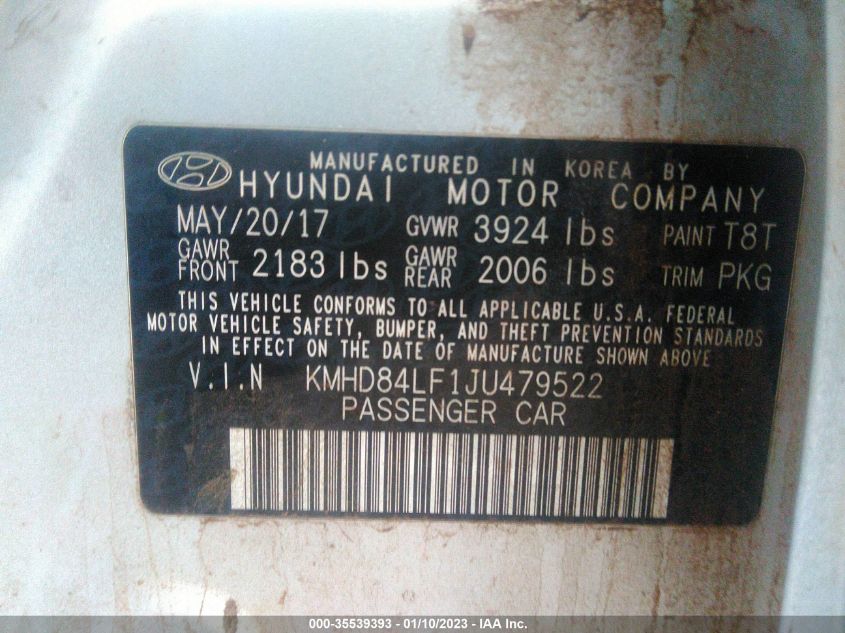 MANUFACTURED IN KOREA BY
HYUNDAI MOTOR COMPANY
MAY/20/17 GVWR 3924 lbs PAINT T8T
GAWR FRONT 2183 lbs GAWR REAR 2006 lbs TRIM PKG
THIS VEHICLE CONFORMS TO ALL APPLICABLE U.S.A. FEDERAL
MOTOR VEHICLE SAFETY, BUMPER, AND THEFT PREVENTION STANDARDS
IN EFFECT ON THE DATE OF MANUFACTURE SHOWN ABOVE
V.I.N KMHD84LF1JU479522
PASSENGER CAR
000-35539393 - 01/10/2023 - IAA Inc.